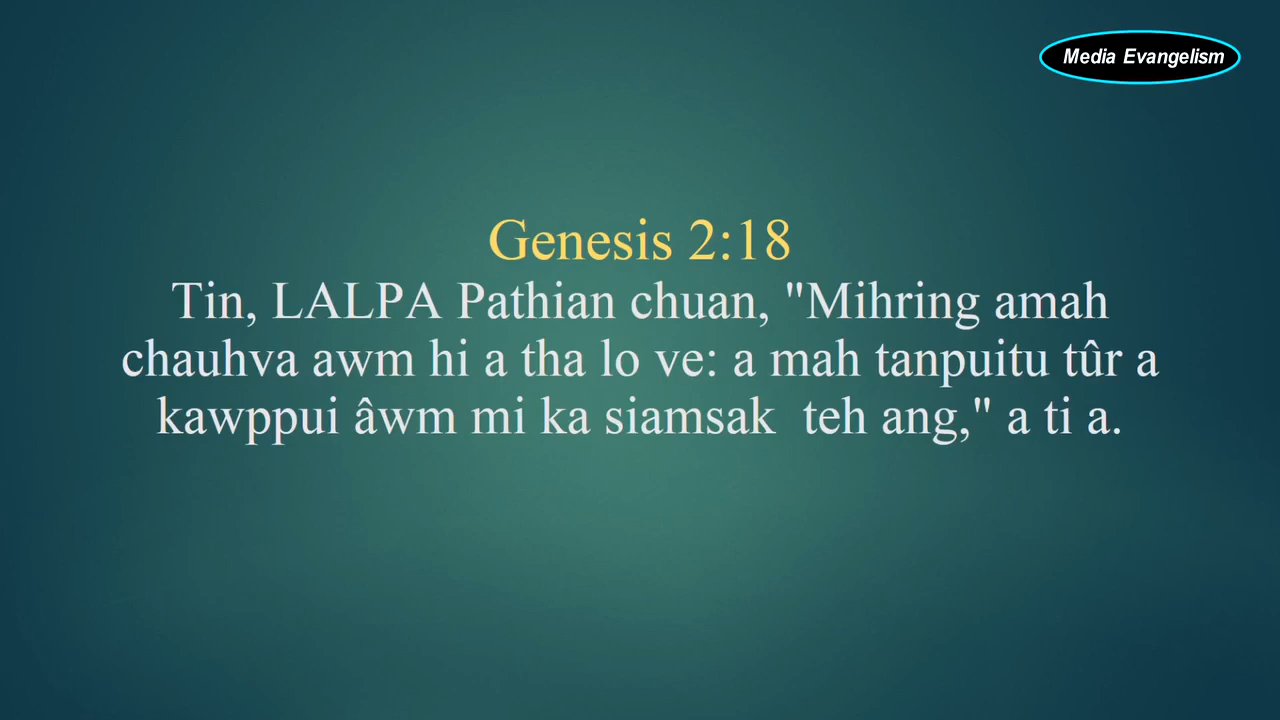 Media Evangelism
Genesis 2:18
Tin, LALPA Pathian chuan, "Mihring amah
chauhva awm hi a tha lo ve: a mah tanpuitu tûr a
kawppui âwm mi ka siamsak  teh ang," a ti a.